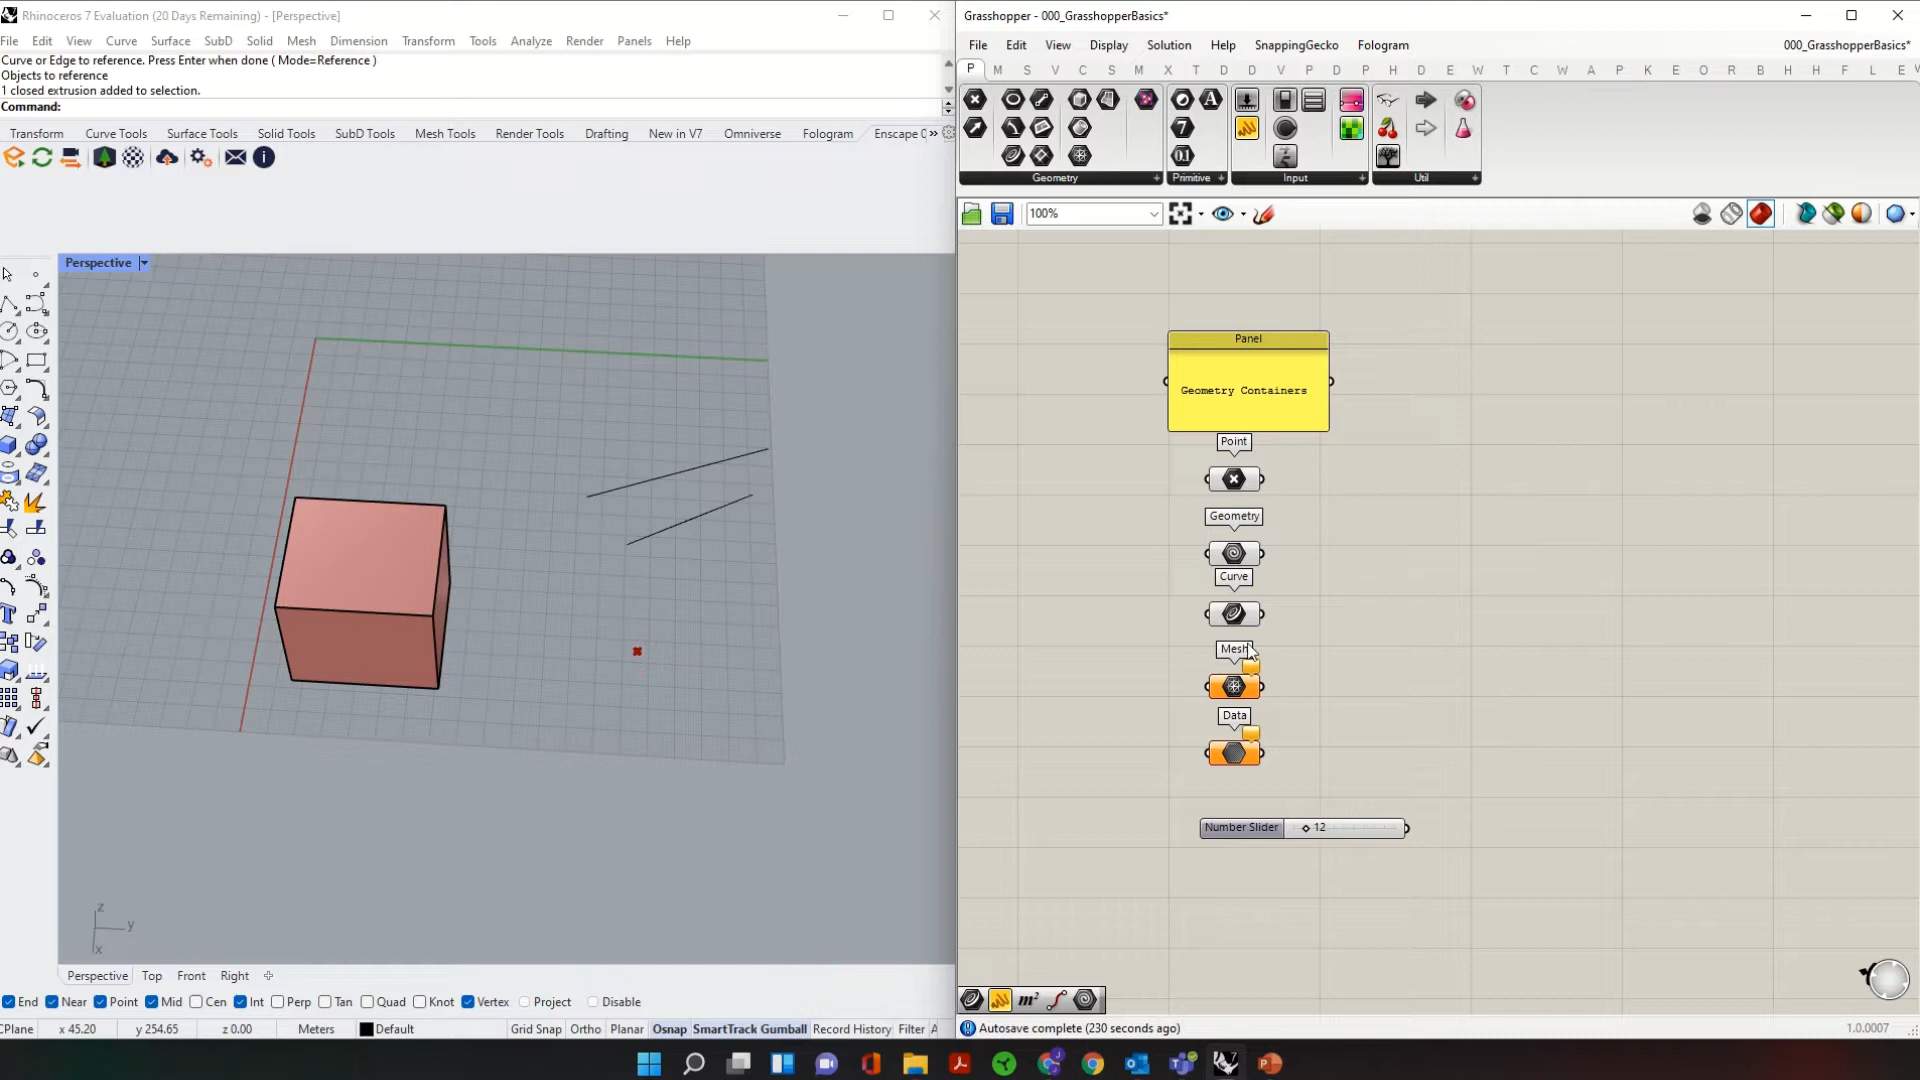 Rhinoceros 7 Evaluation (20 Days Remaining) - [Perspective]
File Edit View Curve Surface SubD Solid Mesh Dimension Transform Tools Analyze Render Panels Help
Curve or Edge to reference. Press Enter when done ( Mode=Reference )
Objects to reference
1 closed extrusion added to selection.
Command:
Transform Curve Tools Surface Tools Solid Tools SubD Tools Mesh Tools Render Tools Drafting New in V7 Omniverse Fologram Enscape »
Perspective
z
y
x
Perspective Top Front Right
End Near Point Mid Cen Int Perp Tan Quad Knot Vertex Project Disable
CPlane x 45.20 y 254.65 z 0.00 Meters Default Grid Snap Ortho Planar Osnap SmartTrack Gumball Record History Filter
Grasshopper - 000_GrasshopperBasics*
File Edit View Display Solution Help SnappingGecko Fologram 000_GrasshopperBasics*
P M S V C S M X T D D V P D P H D E W T C W A P K E O R B H H F L E
Geometry Primitive Input Util
100%
Panel
Geometry Containers
Point
Geometry
Curve
Mesh
Data
Number Slider 12
m²
Autosave complete (230 seconds ago) 1.0.0007